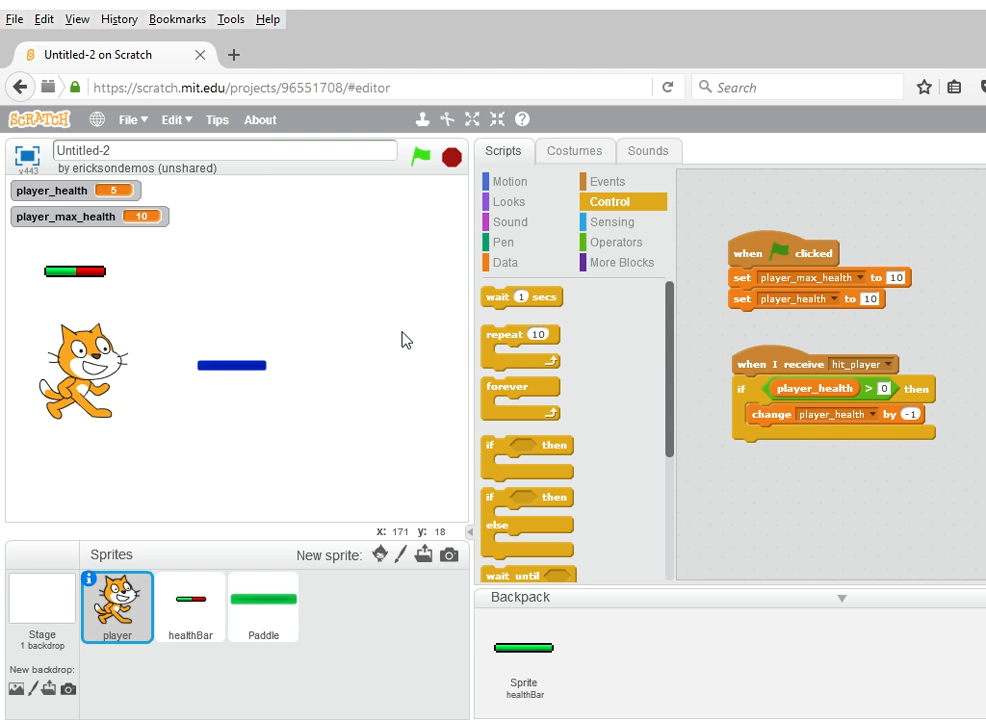 File Edit View History Bookmarks Tools Help
Untitled-2 on Scratch
https://scratch.mit.edu/projects/96551708/#editor
Search
SCRATCH File Edit Tips About
v443
Untitled-2
by ericksondemos (unshared)
player_health 5
player_max_health 10
x: 171 y: 18
Sprites New sprite:
Stage
1 backdrop
New backdrop:
player
healthBar
Paddle
Scripts Costumes Sounds
Motion Events
Looks Control
Sound Sensing
Pen Operators
Data More Blocks
wait 1 secs
repeat 10
forever
if then
if then
else
wait until
when clicked
set player_max_health to 10
set player_health to 10
when I receive hit_player
if player_health > 0 then
change player_health by -1
Backpack
Sprite
healthBar